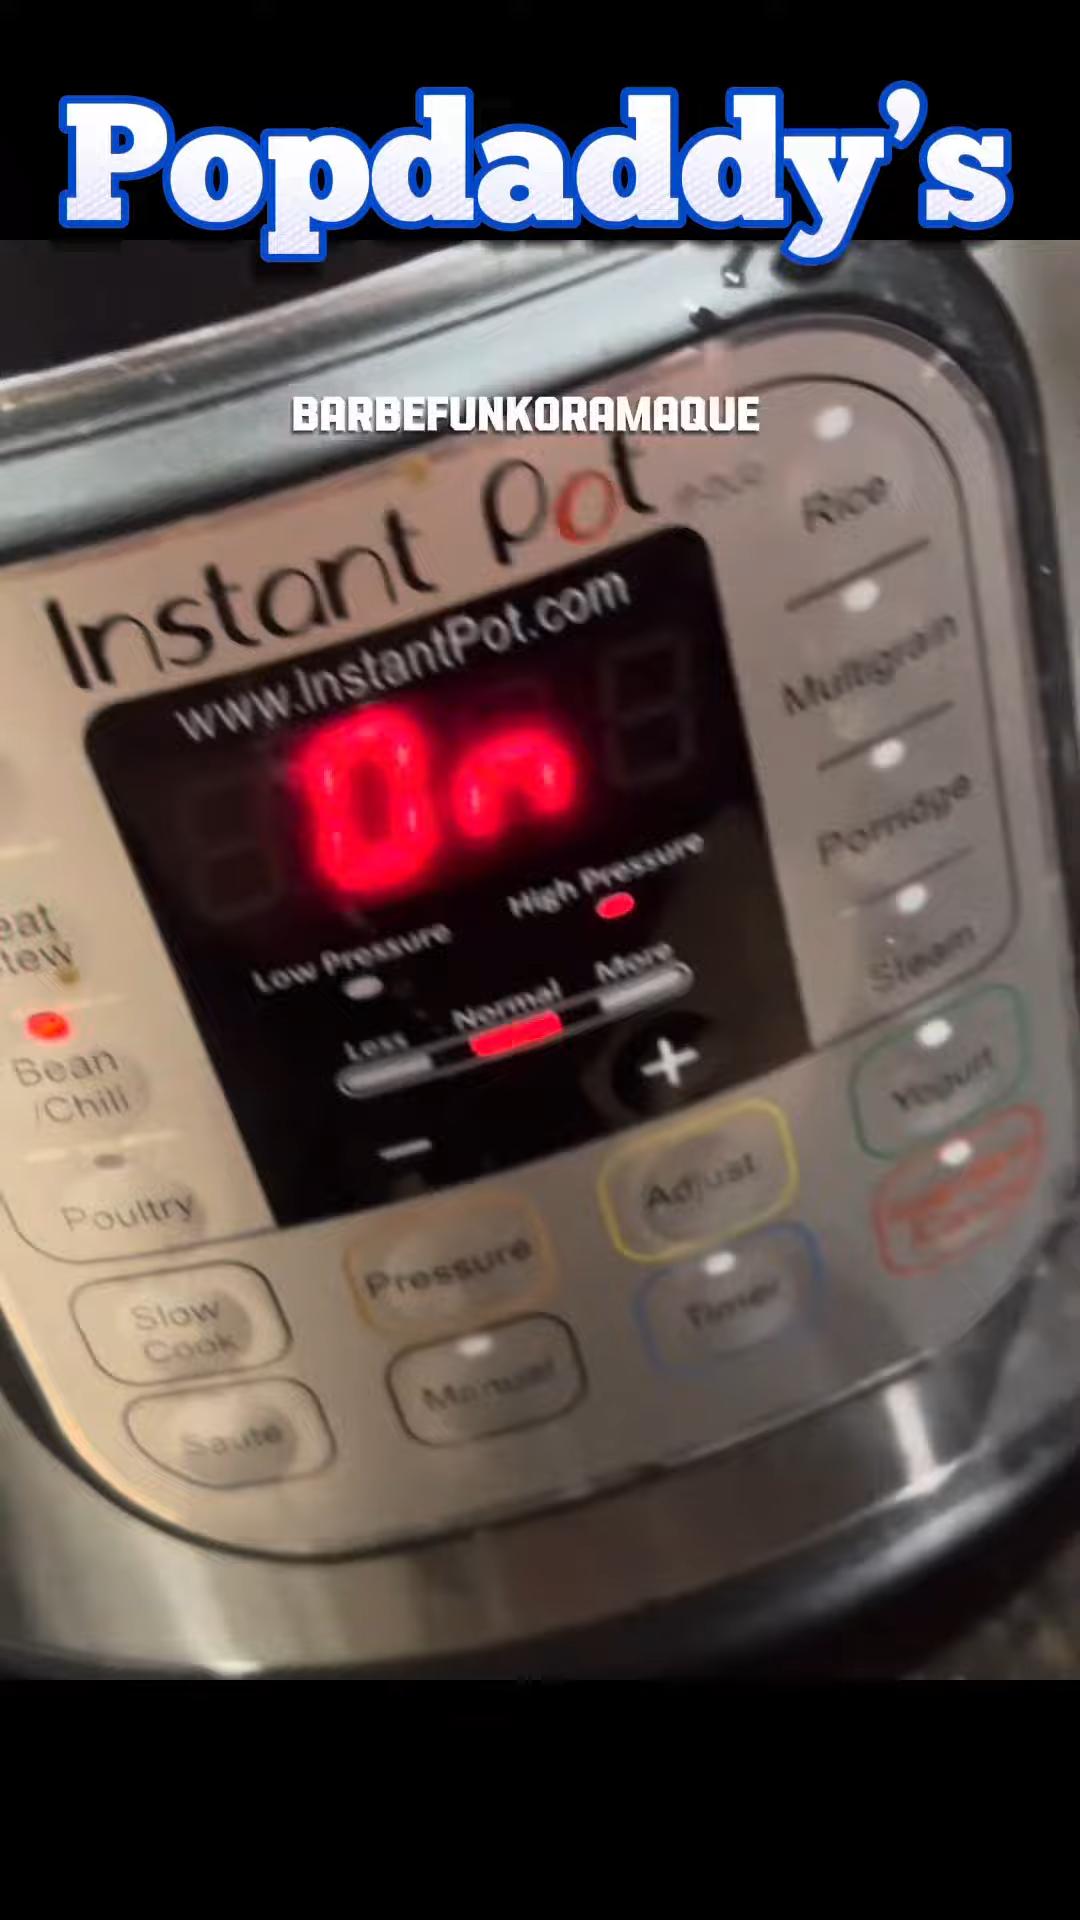 Popdaddy's
BARBEFUNKORAMAQUE
Instant Pot
www.InstantPot.com
On
Low Pressure
High Pressure
Less
Normal
More
+
−
Rice
Multigrain
Porridge
Steam
Bean
/Chili
Poultry
Slow
Cook
Saute
Pressure
Manual
Adjust
Timer
Yogurt